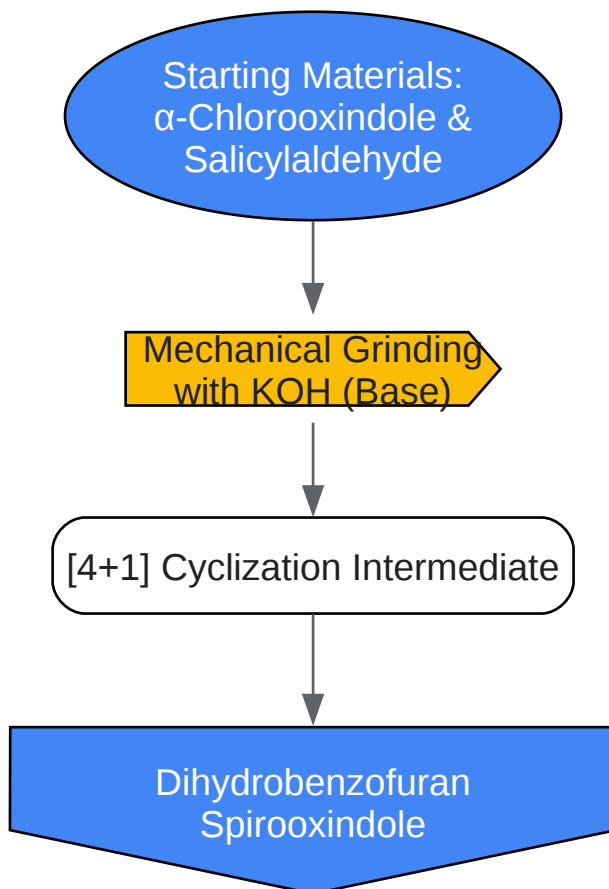 Starting Materials:
α-Chlorooxindole &
Salicylaldehyde
Mechanical Grinding
with KOH (Base)
[4+1] Cyclization Intermediate
Dihydrobenzofuran
Spirooxindole